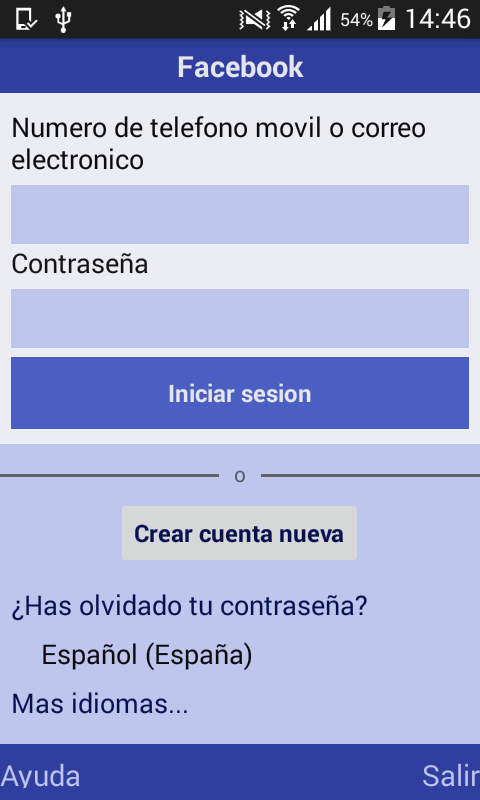 54% 14:46
Facebook
Numero de telefono movil o correo
electronico
Contraseña
Iniciar sesion
o
Crear cuenta nueva
¿Has olvidado tu contraseña?
Español (España)
Mas idiomas...
Ayuda Salir